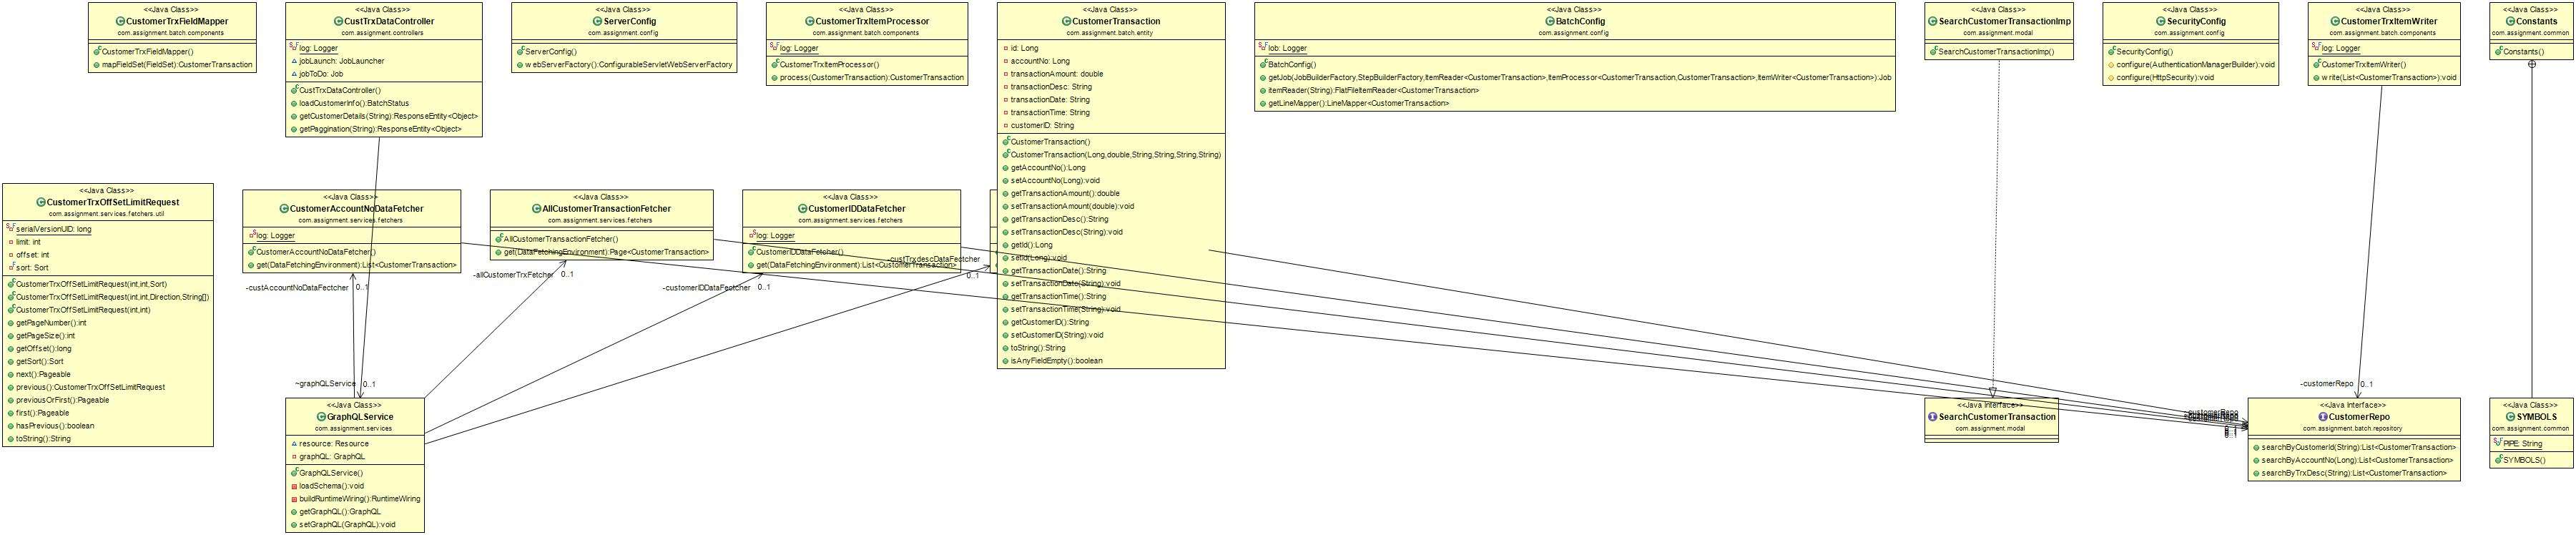 <<Java Class>>
CustomerTrxFieldMapper
com.assignment.batch.components
CustomerTrxFieldMapper()
mapFieldSet(FieldSet):CustomerTransaction
<<Java Class>>
CustTrxDataController
com.assignment.controllers
log: Logger
jobLaunch: JobLauncher
jobToDo: Job
CustTrxDataController()
loadCustomerInfo():BatchStatus
getCustomerDetails(String):ResponseEntity<Object>
getPaggination(String):ResponseEntity<Object>
<<Java Class>>
ServerConfig
com.assignment.config
ServerConfig()
webServerFactory():ConfigurableServletWebServerFactory
<<Java Class>>
CustomerTrxItemProcessor
com.assignment.batch.components
log: Logger
CustomerTrxItemProcessor()
process(CustomerTransaction):CustomerTransaction
<<Java Class>>
CustomerTransaction
com.assignment.batch.entity
id: Long
accountNo: Long
transactionAmount: double
transactionDesc: String
transactionDate: String
transactionTime: String
customerID: String
CustomerTransaction()
CustomerTransaction(Long,double,String,String,String,String)
getAccountNo():Long
setAccountNo(Long):void
getTransactionAmount():double
setTransactionAmount(double):void
getTransactionDesc():String
setTransactionDesc(String):void
getId():Long
setId(Long):void
getTransactionDate():String
setTransactionDate(String):void
getTransactionTime():String
setTransactionTime(String):void
getCustomerID():String
setCustomerID(String):void
toString():String
isAnyFieldEmpty():boolean
<<Java Class>>
BatchConfig
com.assignment.config
lob: Logger
BatchConfig()
getJob(JobBuilderFactory,StepBuilderFactory,ItemReader<CustomerTransaction>,ItemProcessor<CustomerTransaction,CustomerTransaction>,ItemWriter<CustomerTransaction>):Job
itemReader(String):FlatFileItemReader<CustomerTransaction>
getLineMapper():LineMapper<CustomerTransaction>
<<Java Class>>
SearchCustomerTransactionImp
com.assignment.modal
SearchCustomerTransactionImp()
<<Java Class>>
SecurityConfig
com.assignment.config
SecurityConfig()
configure(AuthenticationManagerBuilder):void
configure(HttpSecurity):void
<<Java Class>>
CustomerTrxItemWriter
com.assignment.batch.components
log: Logger
CustomerTrxItemWriter()
write(List<CustomerTransaction>):void
<<Java Class>>
Constants
com.assignment.common
Constants()
<<Java Class>>
CustomerTrxOffSetLimitRequest
com.assignment.services.fetchers.util
serialVersionUID: long
limit: int
offset: int
sort: Sort
CustomerTrxOffSetLimitRequest(int,int,Sort)
CustomerTrxOffSetLimitRequest(int,int,Direction,String[])
CustomerTrxOffSetLimitRequest(int,int)
getPageNumber():int
getPageSize():int
getOffset():long
getSort():Sort
next():Pageable
previous():CustomerTrxOffSetLimitRequest
previousOrFirst():Pageable
first():Pageable
hasPrevious():boolean
toString():String
<<Java Class>>
CustomerAccountNoDataFetcher
com.assignment.services.fetchers
log: Logger
CustomerAccountNoDataFetcher()
get(DataFetchingEnvironment):List<CustomerTransaction>
<<Java Class>>
AllCustomerTransactionFetcher
com.assignment.services.fetchers
AllCustomerTransactionFetcher()
get(DataFetchingEnvironment):Page<CustomerTransaction>
<<Java Class>>
CustomerIDDataFetcher
com.assignment.services.fetchers
log: Logger
CustomerIDDataFetcher()
get(DataFetchingEnvironment):List<CustomerTransaction>
-custTrxdescDataFectcher
0..1
-allCustomerTrxFetcher
0..1
-custAccountNoDataFectcher
0..1
-customerIDDataFeotcher
0..1
~graphQLService
0..1
<<Java Class>>
GraphQLService
com.assignment.services
resource: Resource
graphQL: GraphQL
GraphQLService()
loadSchema():void
buildRuntimeWiring():RuntimeWiring
getGraphQL():GraphQL
setGraphQL(GraphQL):void
<<Java Interface>>
SearchCustomerTransaction
com.assignment.modal
-customerRepo
0..1
<<Java Interface>>
CustomerRepo
com.assignment.batch.repository
searchByCustomerId(String):List<CustomerTransaction>
searchByAccountNo(Long):List<CustomerTransaction>
searchByTrxDesc(String):List<CustomerTransaction>
<<Java Class>>
SYMBOLS
com.assignment.common
PIPE: String
SYMBOLS()